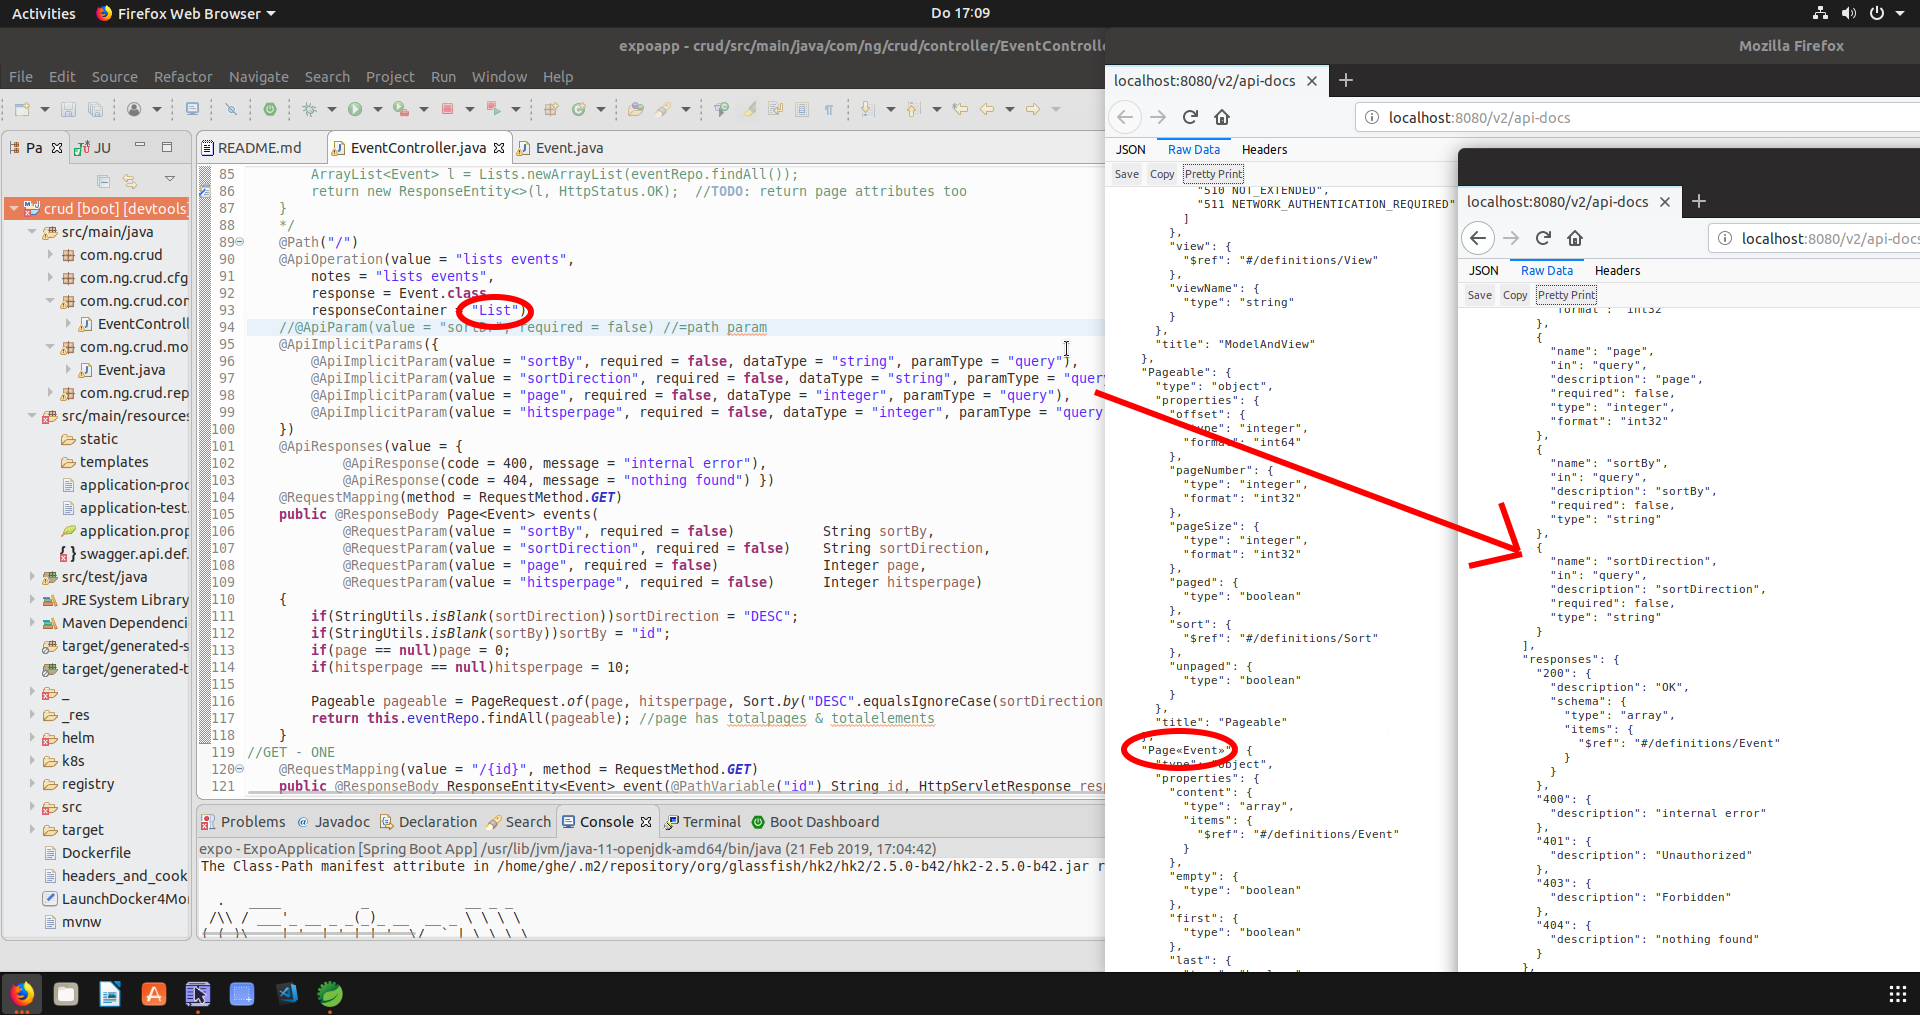 Activities
Firefox Web Browser
Do 17:09
expoapp - crud/src/main/java/com/ng/crud/controller/EventControlle
Mozilla Firefox
File Edit Source Refactor Navigate Search Project Run Window Help
Pa
JU
crud [boot] [devtools]
src/main/java
com.ng.crud
com.ng.crud.cfg
com.ng.crud.cor
EventControll
com.ng.crud.mo
Event.java
com.ng.crud.rep
src/main/resources
static
templates
application-prod
application-test.
application.prop
swagger.api.def.
src/test/java
JRE System Library
Maven Dependenci
target/generated-s
target/generated-t
_
_res
helm
k8s
registry
src
target
Dockerfile
headers_and_cook
LaunchDocker4Mo
mvnw
README.md
EventController.java
Event.java
85 ArrayList<Event> l = Lists.newArrayList(eventRepo.findAll());
86 return new ResponseEntity<>(l, HttpStatus.OK); //TODO: return page attributes too
87 }
88 */
89 @Path("/")
90 @ApiOperation(value = "lists events",
91 notes = "lists events",
92 response = Event.class,
93 responseContainer = "List")
94 //@ApiParam(value = "sortBy", required = false) //=path param
95 @ApiImplicitParams({
96 @ApiImplicitParam(value = "sortBy", required = false, dataType = "string", paramType = "query"),
97 @ApiImplicitParam(value = "sortDirection", required = false, dataType = "string", paramType = "query
98 @ApiImplicitParam(value = "page", required = false, dataType = "integer", paramType = "query"),
99 @ApiImplicitParam(value = "hitsperpage", required = false, dataType = "integer", paramType = "query
100 })
101 @ApiResponses(value = {
102 @ApiResponse(code = 400, message = "internal error"),
103 @ApiResponse(code = 404, message = "nothing found") })
104 @RequestMapping(method = RequestMethod.GET)
105 public @ResponseBody Page<Event> events(
106 @RequestParam(value = "sortBy", required = false) String sortBy,
107 @RequestParam(value = "sortDirection", required = false) String sortDirection,
108 @RequestParam(value = "page", required = false) Integer page,
109 @RequestParam(value = "hitsperpage", required = false) Integer hitsperpage)
110 {
111 if(StringUtils.isBlank(sortDirection))sortDirection = "DESC";
112 if(StringUtils.isBlank(sortBy))sortBy = "id";
113 if(page == null)page = 0;
114 if(hitsperpage == null)hitsperpage = 10;
115
116 Pageable pageable = PageRequest.of(page, hitsperpage, Sort.by("DESC".equalsIgnoreCase(sortDirection
117 return this.eventRepo.findAll(pageable); //page has totalpages & totalelements
118 }
119 //GET - ONE
120 @RequestMapping(value = "/{id}", method = RequestMethod.GET)
121 public @ResponseBody ResponseEntity<Event> event(@PathVariable("id") String id, HttpServletResponse resp
Problems Javadoc Declaration Search Console Terminal Boot Dashboard
expo - ExpoApplication [Spring Boot App] /usr/lib/jvm/java-11-openjdk-amd64/bin/java (21 Feb 2019, 17:04:42)
The Class-Path manifest attribute in /home/ghe/.m2/repository/org/glassfish/hk2/hk2/2.5.0-b42/hk2-2.5.0-b42.jar r
localhost:8080/v2/api-docs
localhost:8080/v2/api-docs
JSON Raw Data Headers
Save Copy Pretty Print
"510 NOT_EXTENDED",
"511 NETWORK_AUTHENTICATION_REQUIRED"
]
},
"view": {
"$ref": "#/definitions/View"
},
"viewName": {
"type": "string"
}
},
"title": "ModelAndView"
},
"Pageable": {
"type": "object",
"properties": {
"offset": {
"type": "integer",
"format": "int64"
},
"pageNumber": {
"type": "integer",
"format": "int32"
},
"pageSize": {
"type": "integer",
"format": "int32"
},
"paged": {
"type": "boolean"
},
"sort": {
"$ref": "#/definitions/Sort"
},
"unpaged": {
"type": "boolean"
}
},
"title": "Pageable"
},
"Page«Event»": {
"type": "object",
"properties": {
"content": {
"type": "array",
"items": {
"$ref": "#/definitions/Event"
}
},
"empty": {
"type": "boolean"
},
"first": {
"type": "boolean"
},
"last": {
localhost:8080/v2/api-docs
localhost:8080/v2/api-docs
JSON Raw Data Headers
Save Copy Pretty Print
"format": "int32"
},
{
"name": "page",
"in": "query",
"description": "page",
"required": false,
"type": "integer",
"format": "int32"
},
{
"name": "sortBy",
"in": "query",
"description": "sortBy",
"required": false,
"type": "string"
},
{
"name": "sortDirection",
"in": "query",
"description": "sortDirection",
"required": false,
"type": "string"
}
],
"responses": {
"200": {
"description": "OK",
"schema": {
"type": "array",
"items": {
"$ref": "#/definitions/Event"
}
}
},
"400": {
"description": "internal error"
},
"401": {
"description": "Unauthorized"
},
"403": {
"description": "Forbidden"
},
"404": {
"description": "nothing found"
}
},